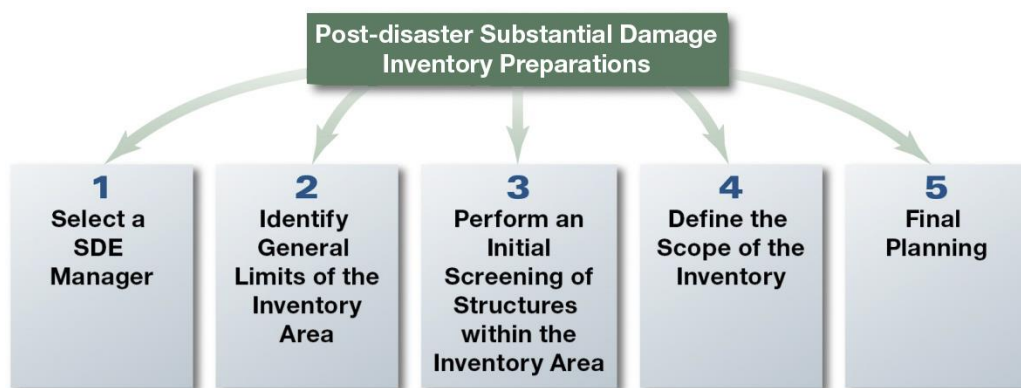 Post-disaster Substantial Damage
Inventory Preparations
1
Select a
SDE
Manager
2
Identify
General
Limits of the
Inventory
Area
3
Perform an
Initial
Screening of
Structures
within the
Inventory Area
4
Define the
Scope of the
Inventory
5
Final
Planning